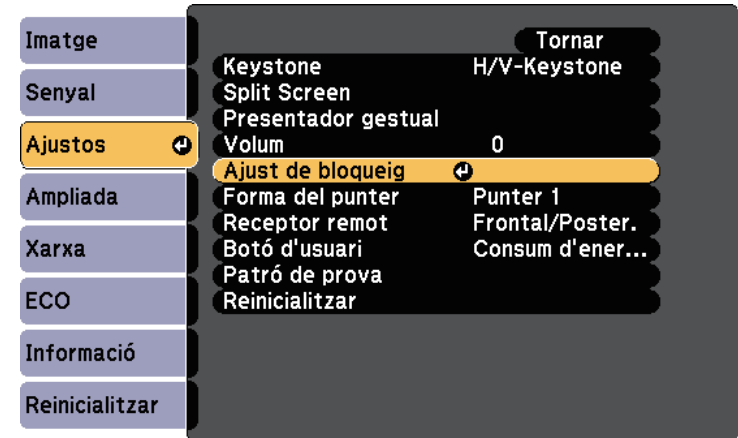 Imatge
Senyal
Ajustos
Ampliada
Xarxa
ECO
Informació
Reinicialitzar
Tornar
Keystone H/V-Keystone
Split Screen
Presentador gestual
Volum 0
Ajust de bloqueig
Forma del punter Punter 1
Receptor remot Frontal/Poster.
Botó d'usuari Consum d'ener...
Patró de prova
Reinicialitzar